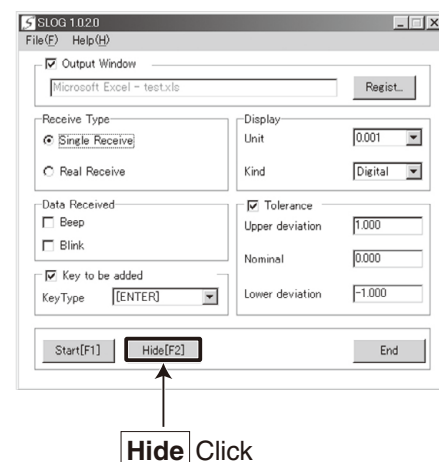 SLOG 1.0.2.0
File(F) Help(H)
Output Window
Microsoft Excel - test.xls
Regist...
Receive Type
Single Receive
Real Receive
Display
Unit 0.001
Kind Digital
Data Received
Beep
Blink
Key to be added
KeyType [ENTER]
Tolerance
Upper deviation 1.000
Nominal 0.000
Lower deviation -1.000
Start[F1] Hide[F2] End
Hide Click